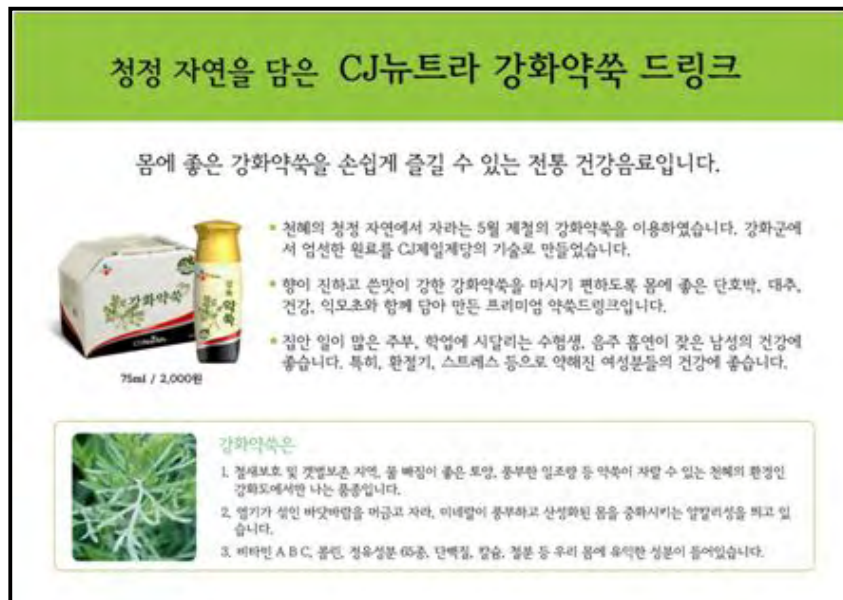 청정 자연을 담은 CJ뉴트라 강화약쑥 드링크
몸에 좋은 강화약쑥을 손쉽게 즐길 수 있는 전통 건강음료입니다.
천혜의 청정 자연에서 자라는 5월 제철의 강화약쑥을 이용하였습니다. 강화군에
서 엄선한 원료를 CJ제일제당의 기술로 만들었습니다.
향이 진하고 쓴맛이 강한 강화약쑥을 마시기 편하도록 몸에 좋은 단호박, 대추,
건강, 익모초와 함께 담아 만든 프리미엄 약쑥드링크입니다.
집안 일이 많은 주부, 학업에 시달리는 수험생, 음주 흡연이 잦은 남성의 건강에
좋습니다. 특히, 환절기, 스트레스 등으로 약해진 여성분들의 건강에 좋습니다.
강화약쑥
강화
약쑥
75ml / 2,000원
강화약쑥은
1. 철새보호 및 갯벌보존 지역, 물 빠짐이 좋은 토양, 풍부한 일조량 등 약쑥이 자랄 수 있는 천혜의 환경인
강화도에서만 나는 품종입니다.
2. 염기가 섞인 바닷바람을 머금고 자라, 미네랄이 풍부하고 산성화된 몸을 중화시키는 알칼리성을 띄고 있
습니다.
3. 비타민 A B C, 콜린, 정유성분 65종, 단백질, 칼슘, 철분 등 우리 몸에 유익한 성분이 들어있습니다.